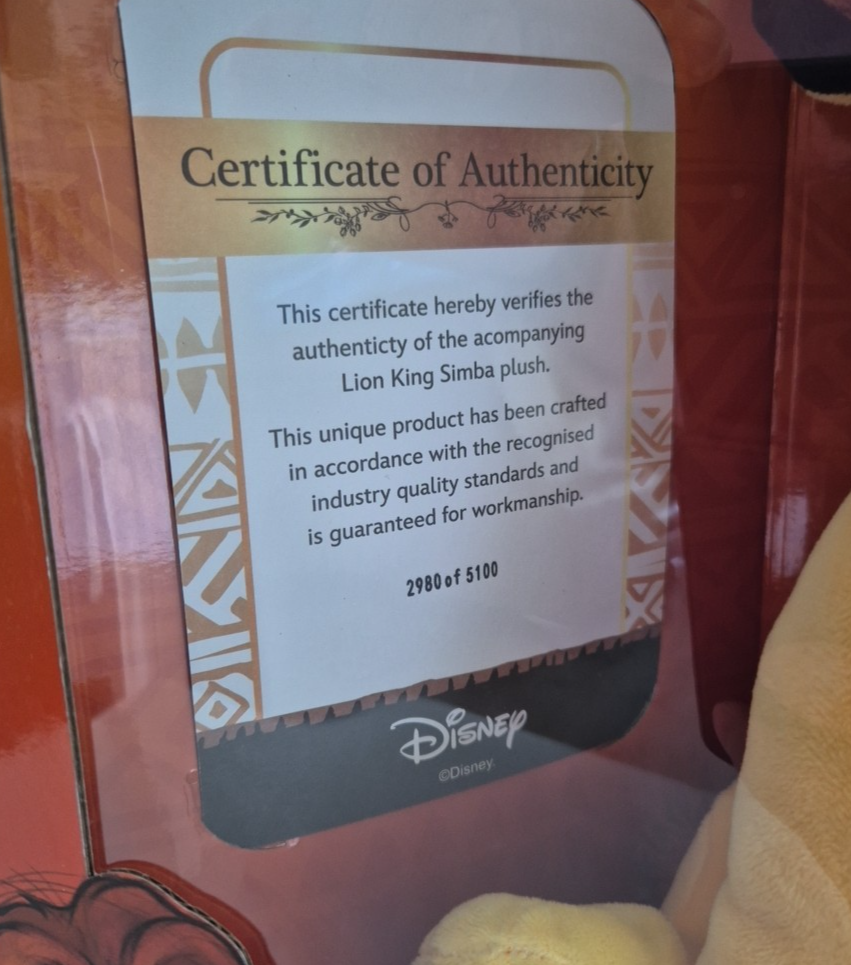 Certificate of Authenticity
This certificate hereby verifies the
authenticty of the acompanying
Lion King Simba plush.
This unique product has been crafted
in accordance with the recognised
industry quality standards and
is guaranteed for workmanship.
2980 of 5100
Disney
©Disney.